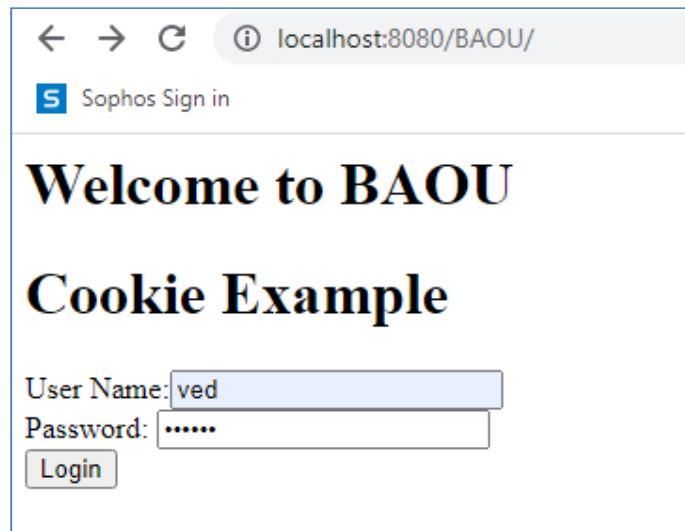 localhost:8080/BAOU/
S Sophos Sign in
Welcome to BAOU
Cookie Example
User Name: ved
Password: ••••••
Login